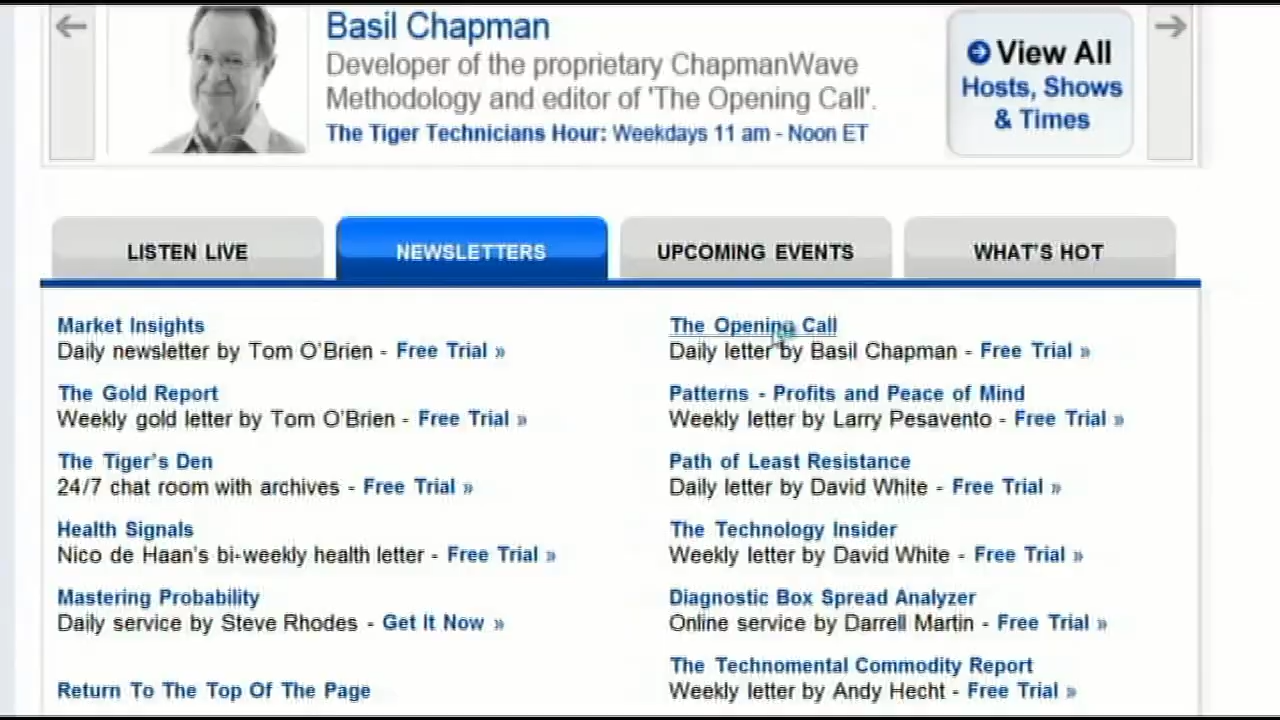 Basil Chapman
Developer of the proprietary ChapmanWave
Methodology and editor of 'The Opening Call'.
The Tiger Technicians Hour: Weekdays 11 am - Noon ET
View All
Hosts, Shows
& Times
LISTEN LIVE
NEWSLETTERS
UPCOMING EVENTS
WHAT'S HOT
Market Insights
Daily newsletter by Tom O'Brien - Free Trial »
The Gold Report
Weekly gold letter by Tom O'Brien - Free Trial »
The Tiger's Den
24/7 chat room with archives - Free Trial »
Health Signals
Nico de Haan's bi-weekly health letter - Free Trial »
Mastering Probability
Daily service by Steve Rhodes - Get It Now »
Return To The Top Of The Page
The Opening Call
Daily letter by Basil Chapman - Free Trial »
Patterns - Profits and Peace of Mind
Weekly letter by Larry Pesavento - Free Trial »
Path of Least Resistance
Daily letter by David White - Free Trial »
The Technology Insider
Weekly letter by David White - Free Trial »
Diagnostic Box Spread Analyzer
Online service by Darrell Martin - Free Trial »
The Technomental Commodity Report
Weekly letter by Andy Hecht - Free Trial »